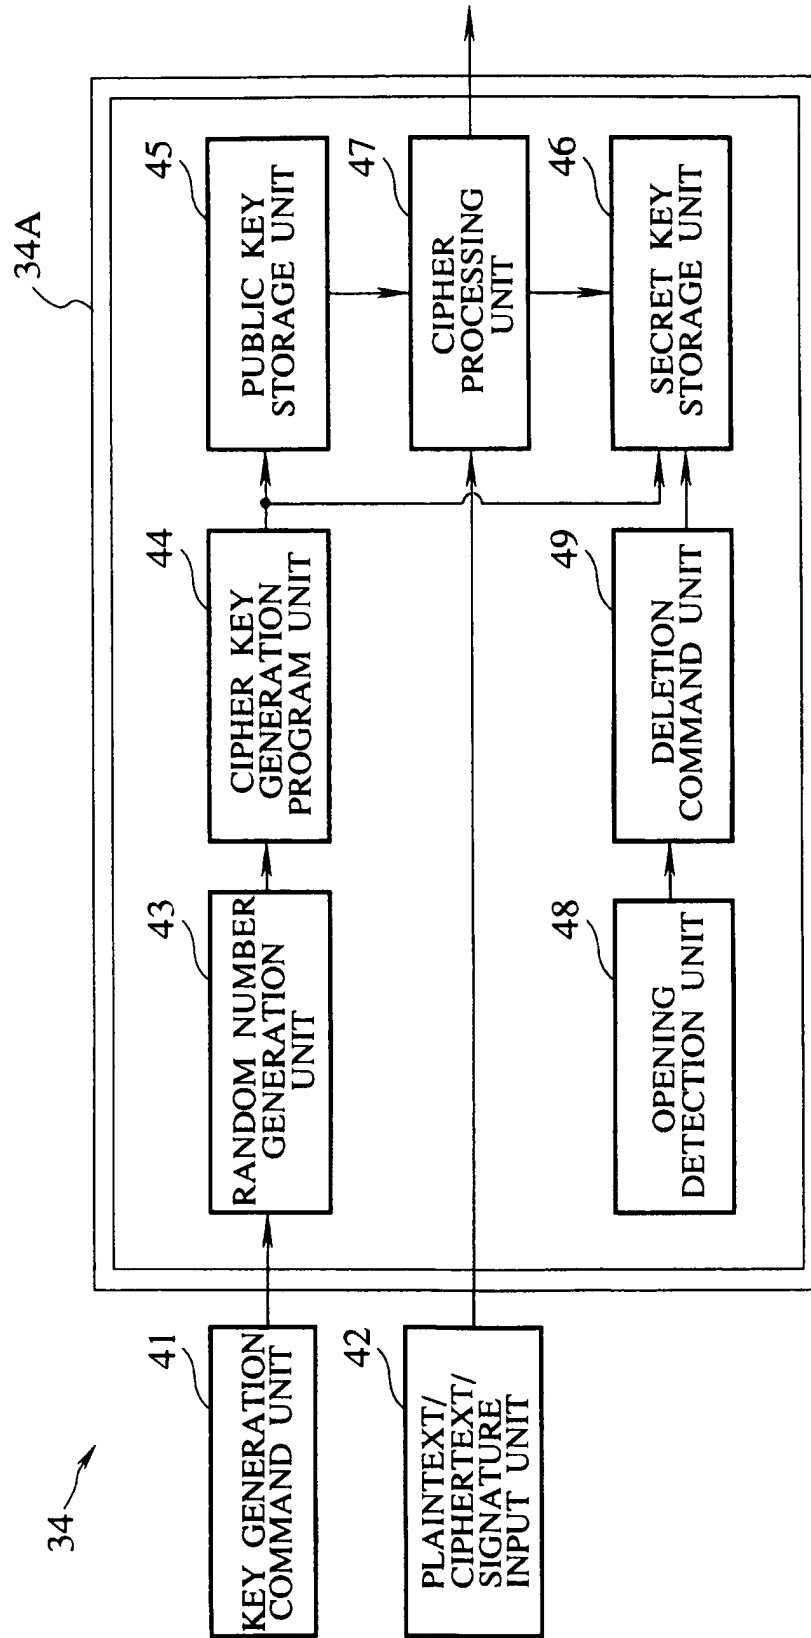 34
34A
41
KEY GENERATION
COMMAND UNIT
42
PLAINTEXT/
CIPHERTEXT/
SIGNATURE
INPUT UNIT
43
RANDOM NUMBER
GENERATION
UNIT
44
CIPHER KEY
GENERATION
PROGRAM UNIT
45
PUBLIC KEY
STORAGE UNIT
47
CIPHER
PROCESSING
UNIT
46
SECRET KEY
STORAGE UNIT
48
OPENING
DETECTION UNIT
49
DELETION
COMMAND UNIT